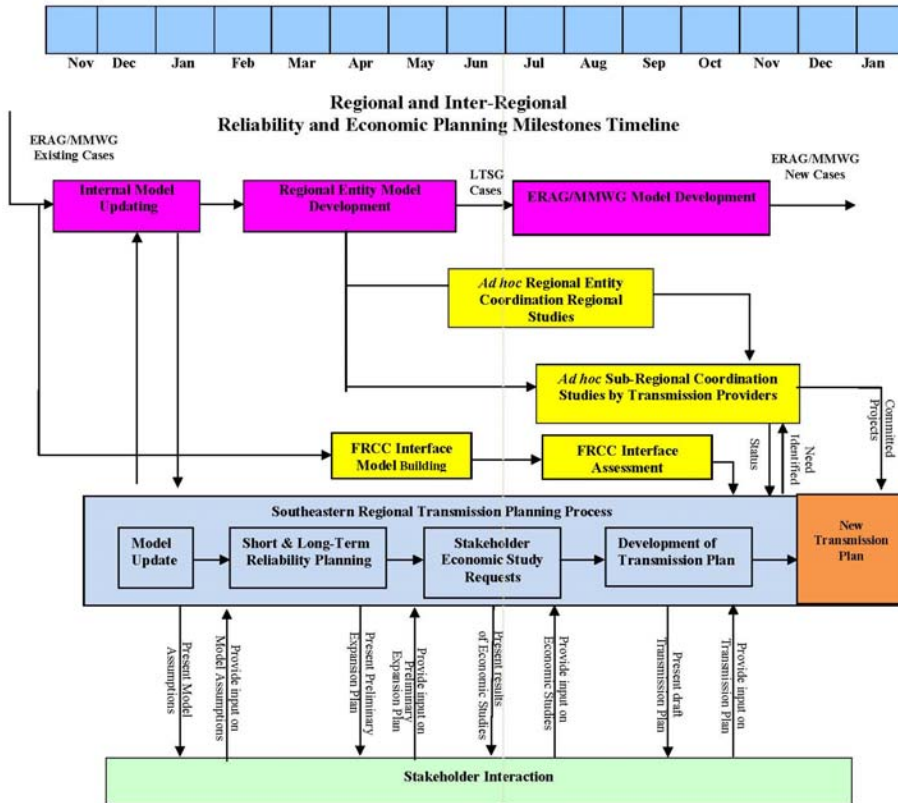 Nov Dec Jan Feb Mar Apr May Jun Jul Aug Sep Oct Nov Dec Jan
Regional and Inter-Regional
Reliability and Economic Planning Milestones Timeline
ERAG/MMWG
Existing Cases
LTSG
Cases
ERAG/MMWG
New Cases
Internal Model
Updating
Regional Entity Model
Development
ERAG/MMWG Model Development
Ad hoc Regional Entity
Coordination Regional
Studies
Ad hoc Sub-Regional Coordination
Studies by Transmission Providers
Committed
Projects
FRCC Interface
Model Building
FRCC Interface
Assessment
Status
Need
Identified
Southeastern Regional Transmission Planning Process
Model
Update
Short & Long-Term
Reliability Planning
Stakeholder
Economic Study
Requests
Development of
Transmission Plan
New
Transmission
Plan
Present Model
Assumptions
Provide input on
Model Assumptions
Present Preliminary
Expansion Plan
Provide input on
Preliminary
Expansion Plan
Present results
of Economic Studies
Provide input on
Economic Studies
Present draft
Transmission Plan
Provide input on
Transmission Plan
Stakeholder Interaction